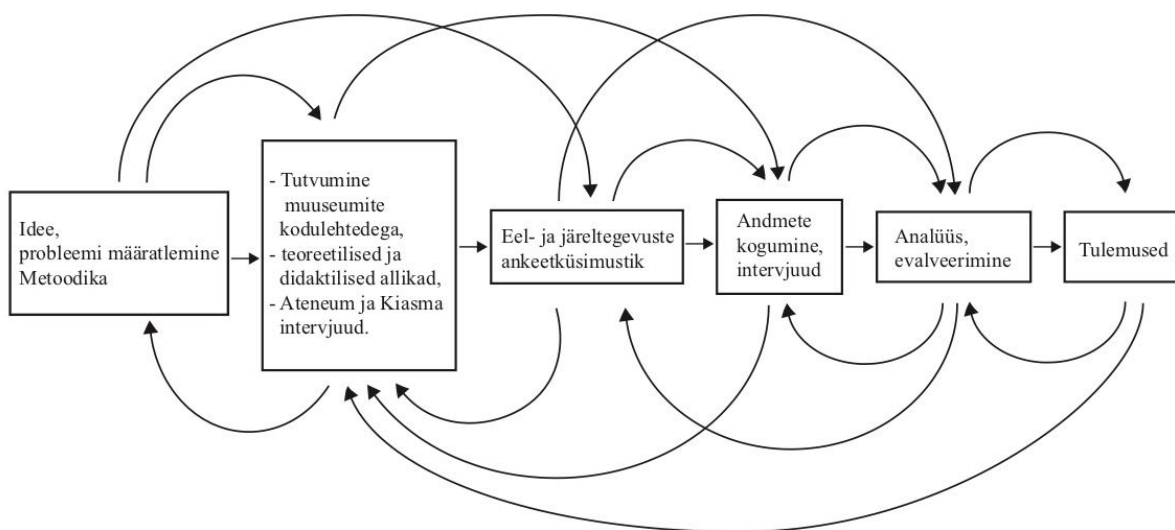 Idee,
probleemi määratlemine
Metoodika
- Tutvumine
muuseumite
kodulehtedega,
- teoreetilised ja
didaktilised allikad,
- Ateneum ja Kiasma
intervjuud.
Eel- ja järeltegevuste
ankeetküsimustik
Andmete
kogumine,
intervjuud
Analüüs,
evalveerimine
Tulemused